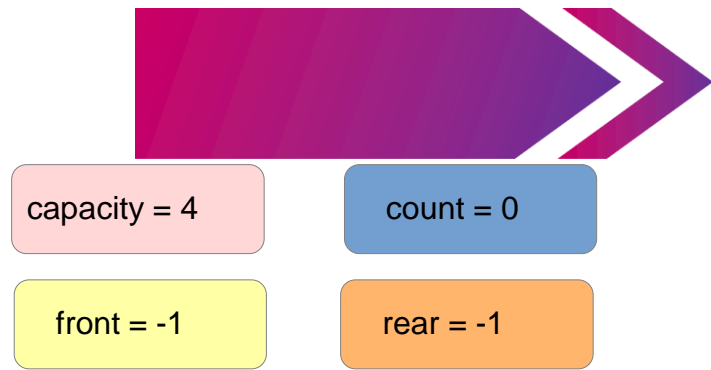 capacity = 4
count = 0
front = -1
rear = -1